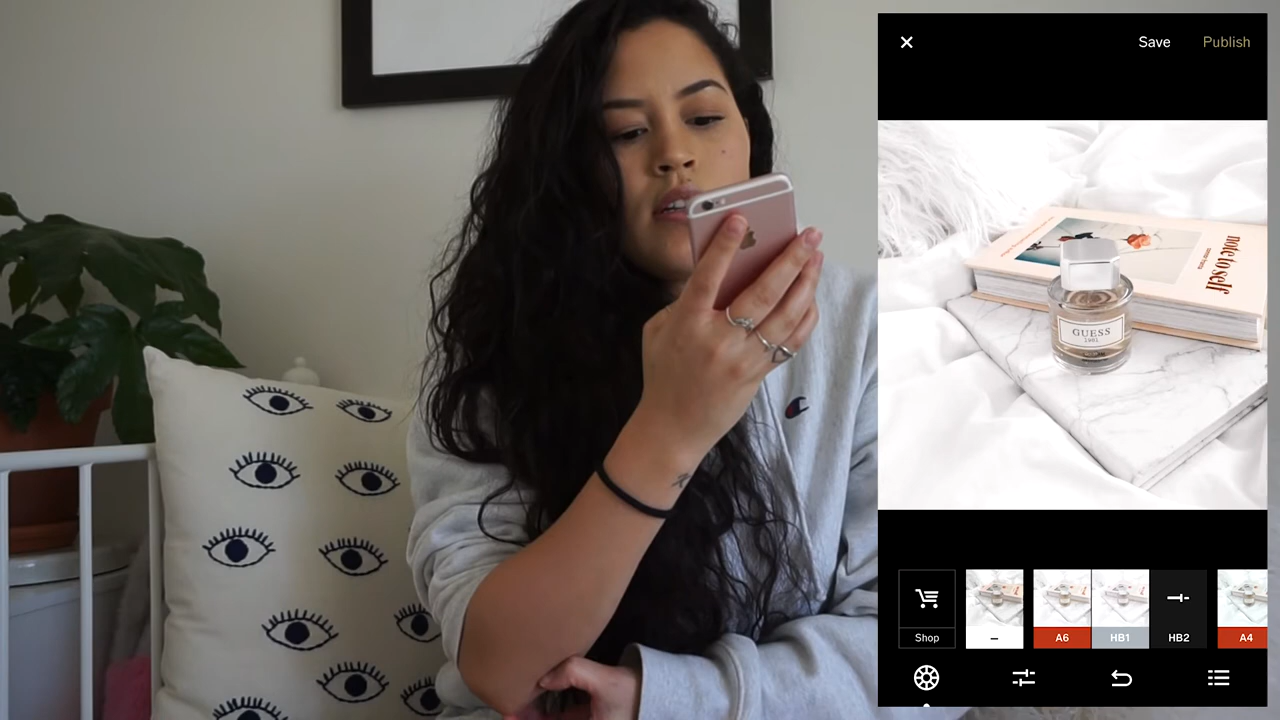 Save
Publish
note to self
GUESS
1981
Shop
–
A6
HB1
HB2
A4